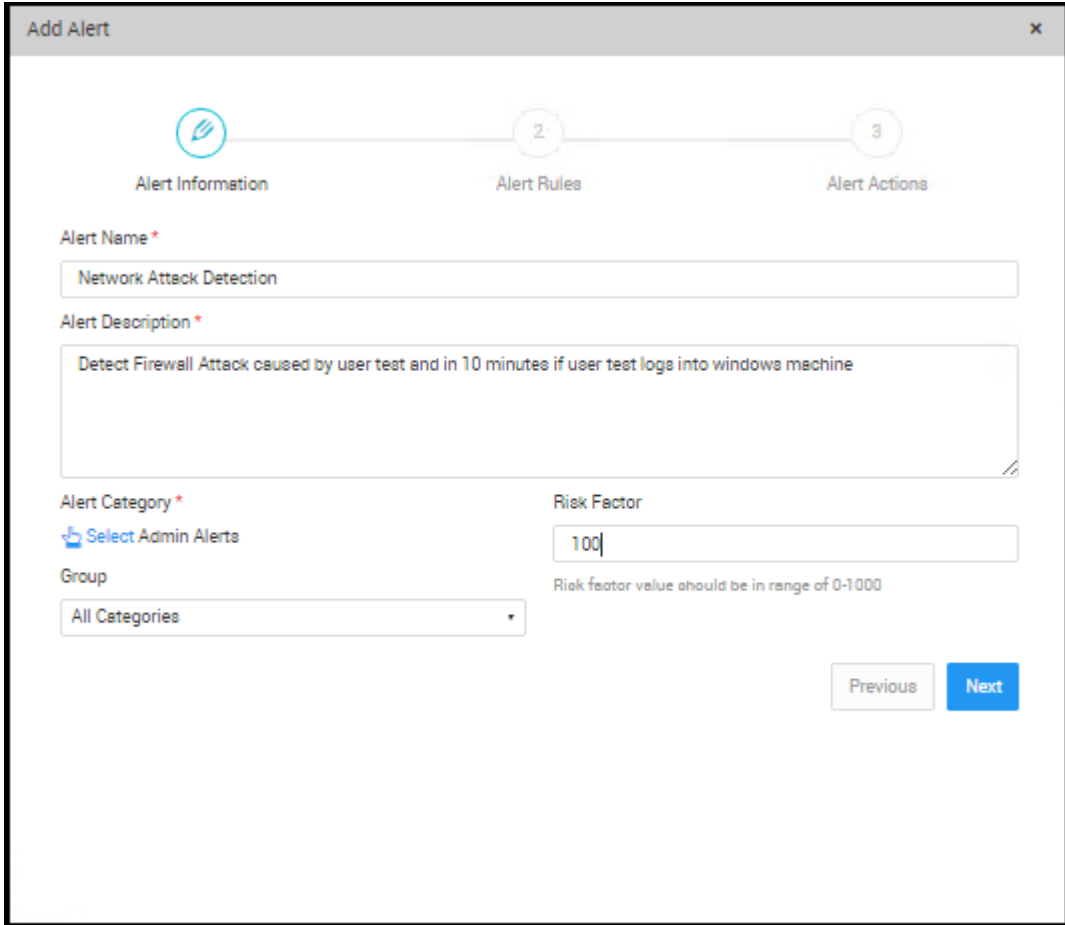 Add Alert ×
2 3
Alert Information Alert Rules Alert Actions
Alert Name *
Network Attack Detection
Alert Description *
Detect Firewall Attack caused by user test and in 10 minutes if user test logs into windows machine
Alert Category * Risk Factor
Select Admin Alerts
100
Group
Risk factor value should be in range of 0-1000
All Categories
Previous Next